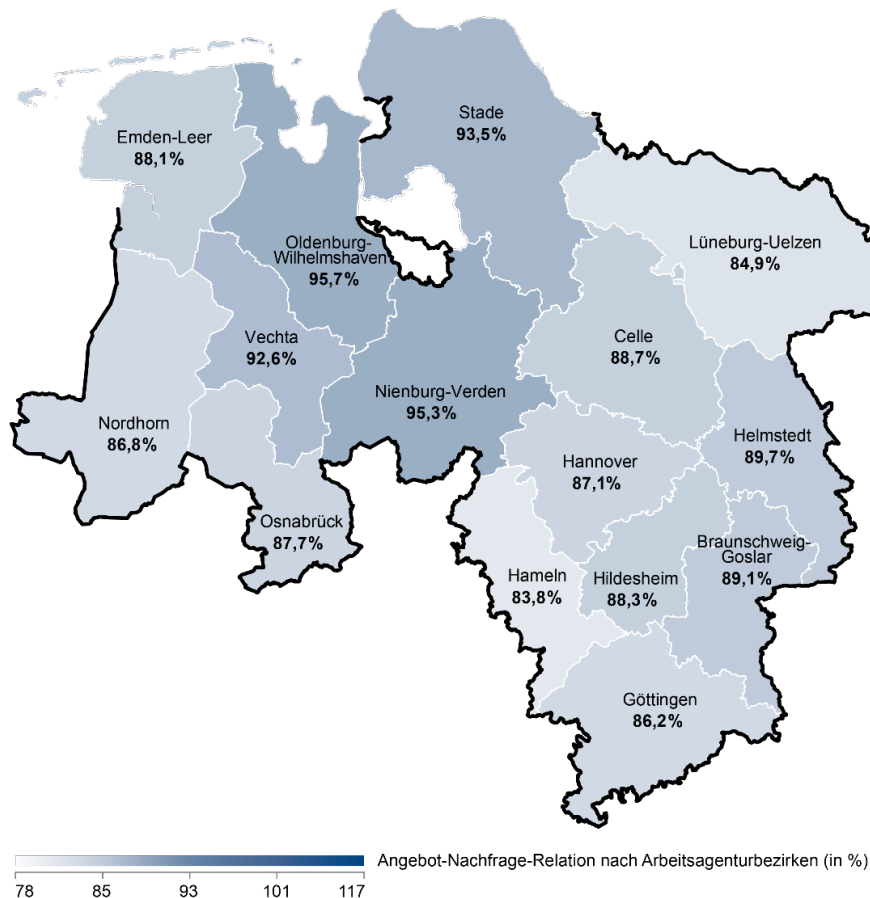 Stade
93,5%
Emden-Leer
88,1%
Oldenburg-
Wilhelmshaven
95,7%
Lüneburg-Uelzen
84,9%
Vechta
92,6%
Celle
88,7%
Nienburg-Verden
95,3%
Nordhorn
86,8%
Helmstedt
89,7%
Hannover
87,1%
Osnabrück
87,7%
Braunschweig-
Goslar
89,1%
Hameln
83,8%
Hildesheim
88,3%
Göttingen
86,2%
Angebot-Nachfrage-Relation nach Arbeitsagenturbezirken (in %)
78 85 93 101 117